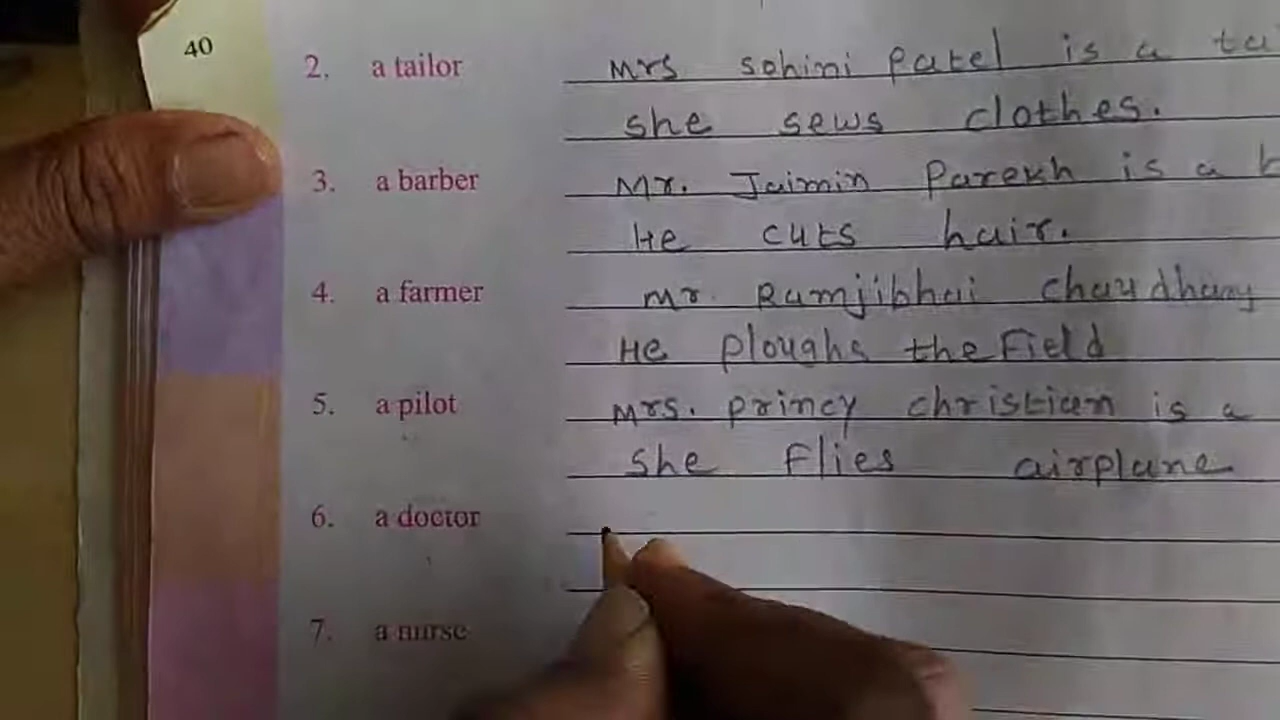 40
2. a tailor Mrs sohini patel is a
she sews clothes.
3. a barber Mr. Jaimin Parekh is a
He cuts hair.
4. a farmer mr. Ramjibhai chaudhary
He ploughs the Field
5. a pilot Mrs. princy christian is a
she flies airplane
6. a doctor
7. a nurse